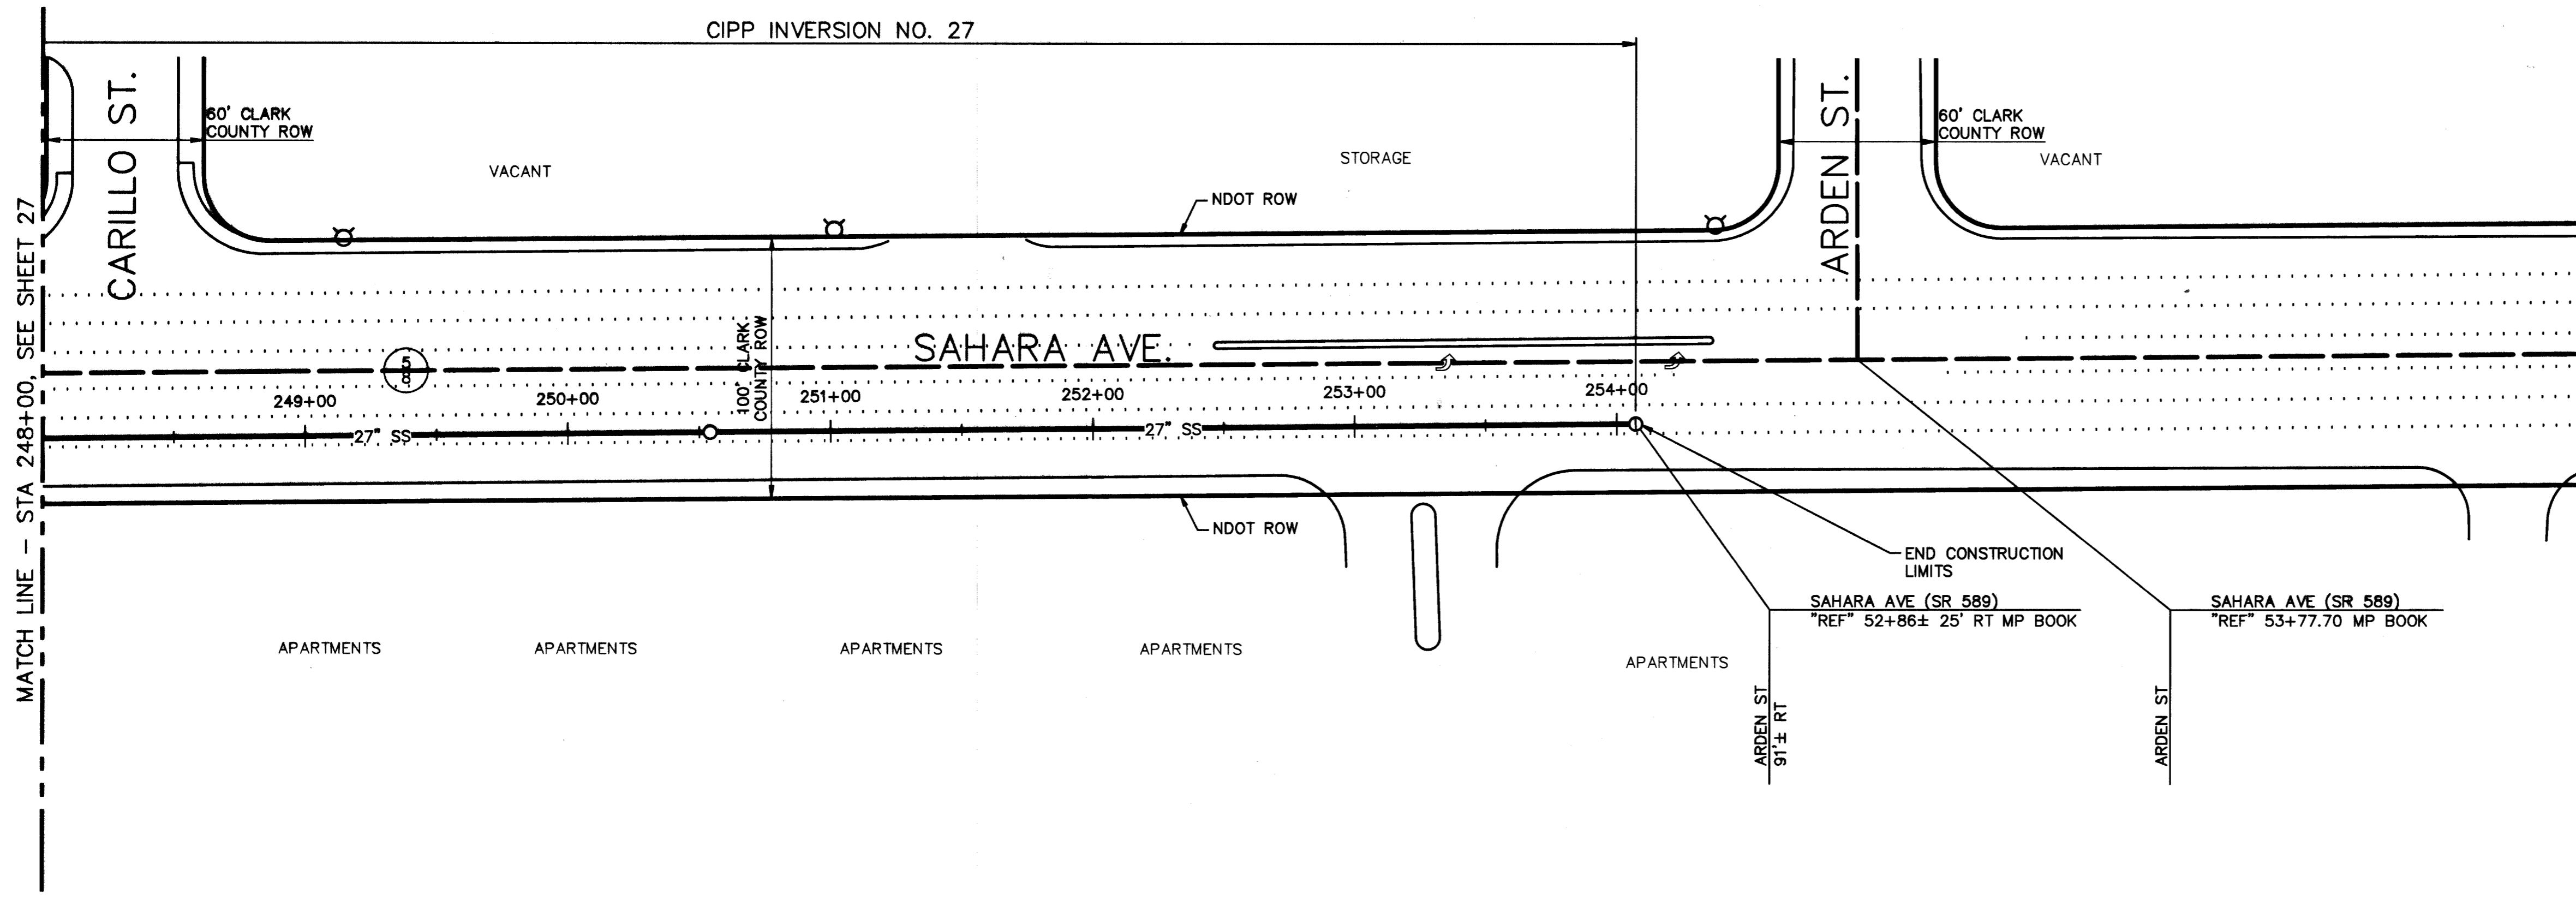 CIPP INVERSION NO. 27
CARILLO ST.
60' CLARK
COUNTY ROW
VACANT
STORAGE
NDOT ROW
ARDEN ST.
60' CLARK
COUNTY ROW
VACANT
MATCH LINE - STA 248+00, SEE SHEET 27
SAHARA AVE.
100' CLARK
COUNTY ROW
249+00
250+00
251+00
252+00
253+00
254+00
27" SS
27" SS
NDOT ROW
END CONSTRUCTION
LIMITS
SAHARA AVE (SR 589)
"REF" 52+86± 25' RT MP BOOK
ARDEN ST
91'± RT
SAHARA AVE (SR 589)
"REF" 53+77.70 MP BOOK
ARDEN ST
APARTMENTS
APARTMENTS
APARTMENTS
APARTMENTS
APARTMENTS